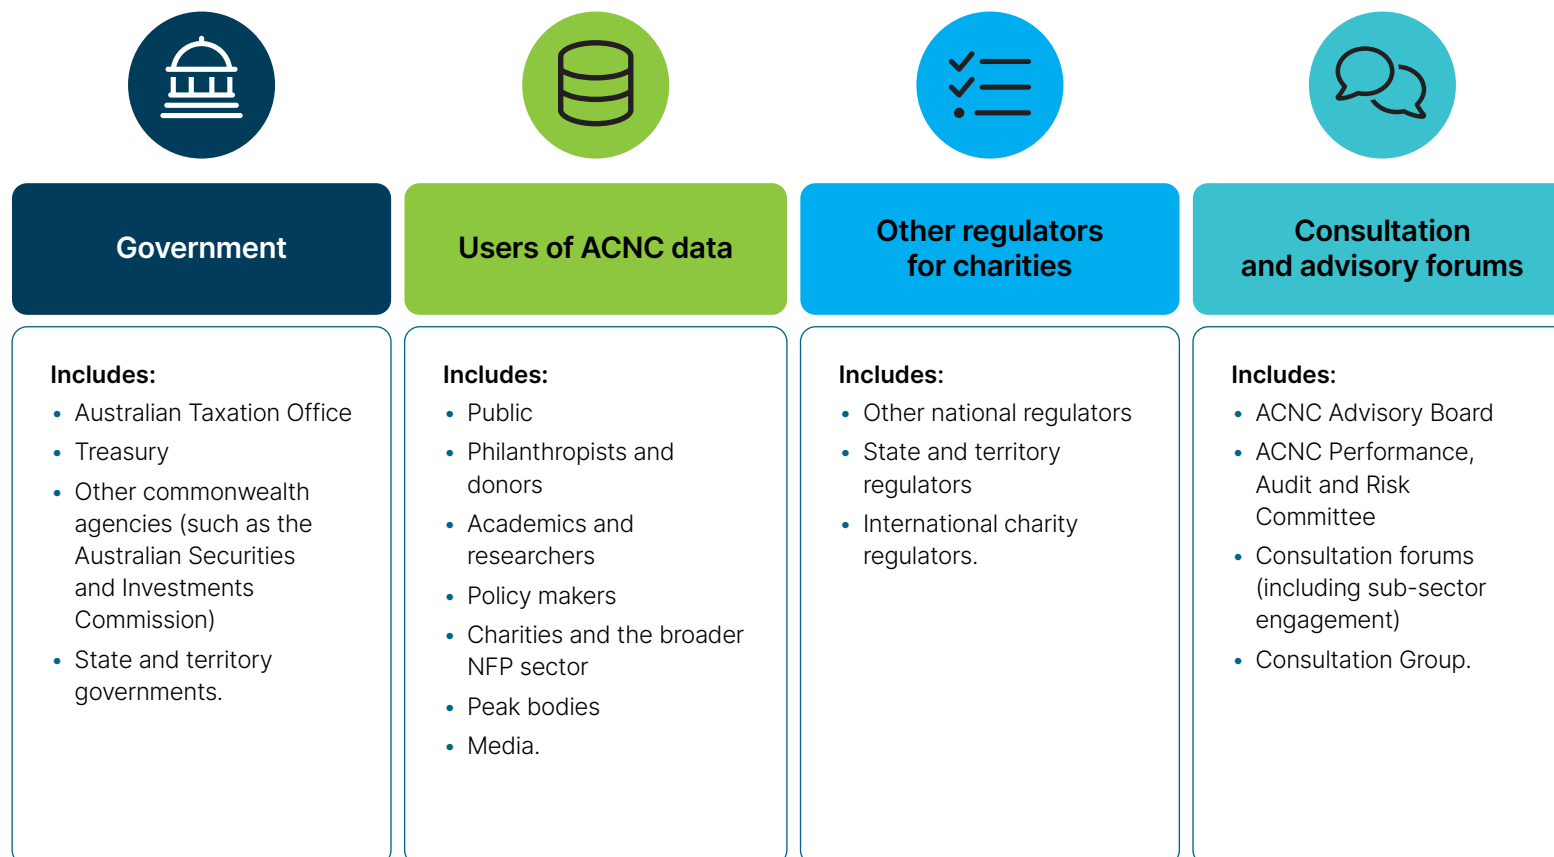 Government
Includes:
• Australian Taxation Office
• Treasury
• Other commonwealth
agencies (such as the
Australian Securities
and Investments
Commission)
• State and territory
governments.
Users of ACNC data
Includes:
• Public
• Philanthropists and
donors
• Academics and
researchers
• Policy makers
• Charities and the broader
NFP sector
• Peak bodies
• Media.
Other regulators
for charities
Includes:
• Other national regulators
• State and territory
regulators
• International charity
regulators.
Consultation
and advisory forums
Includes:
• ACNC Advisory Board
• ACNC Performance,
Audit and Risk
Committee
• Consultation forums
(including sub-sector
engagement)
• Consultation Group.